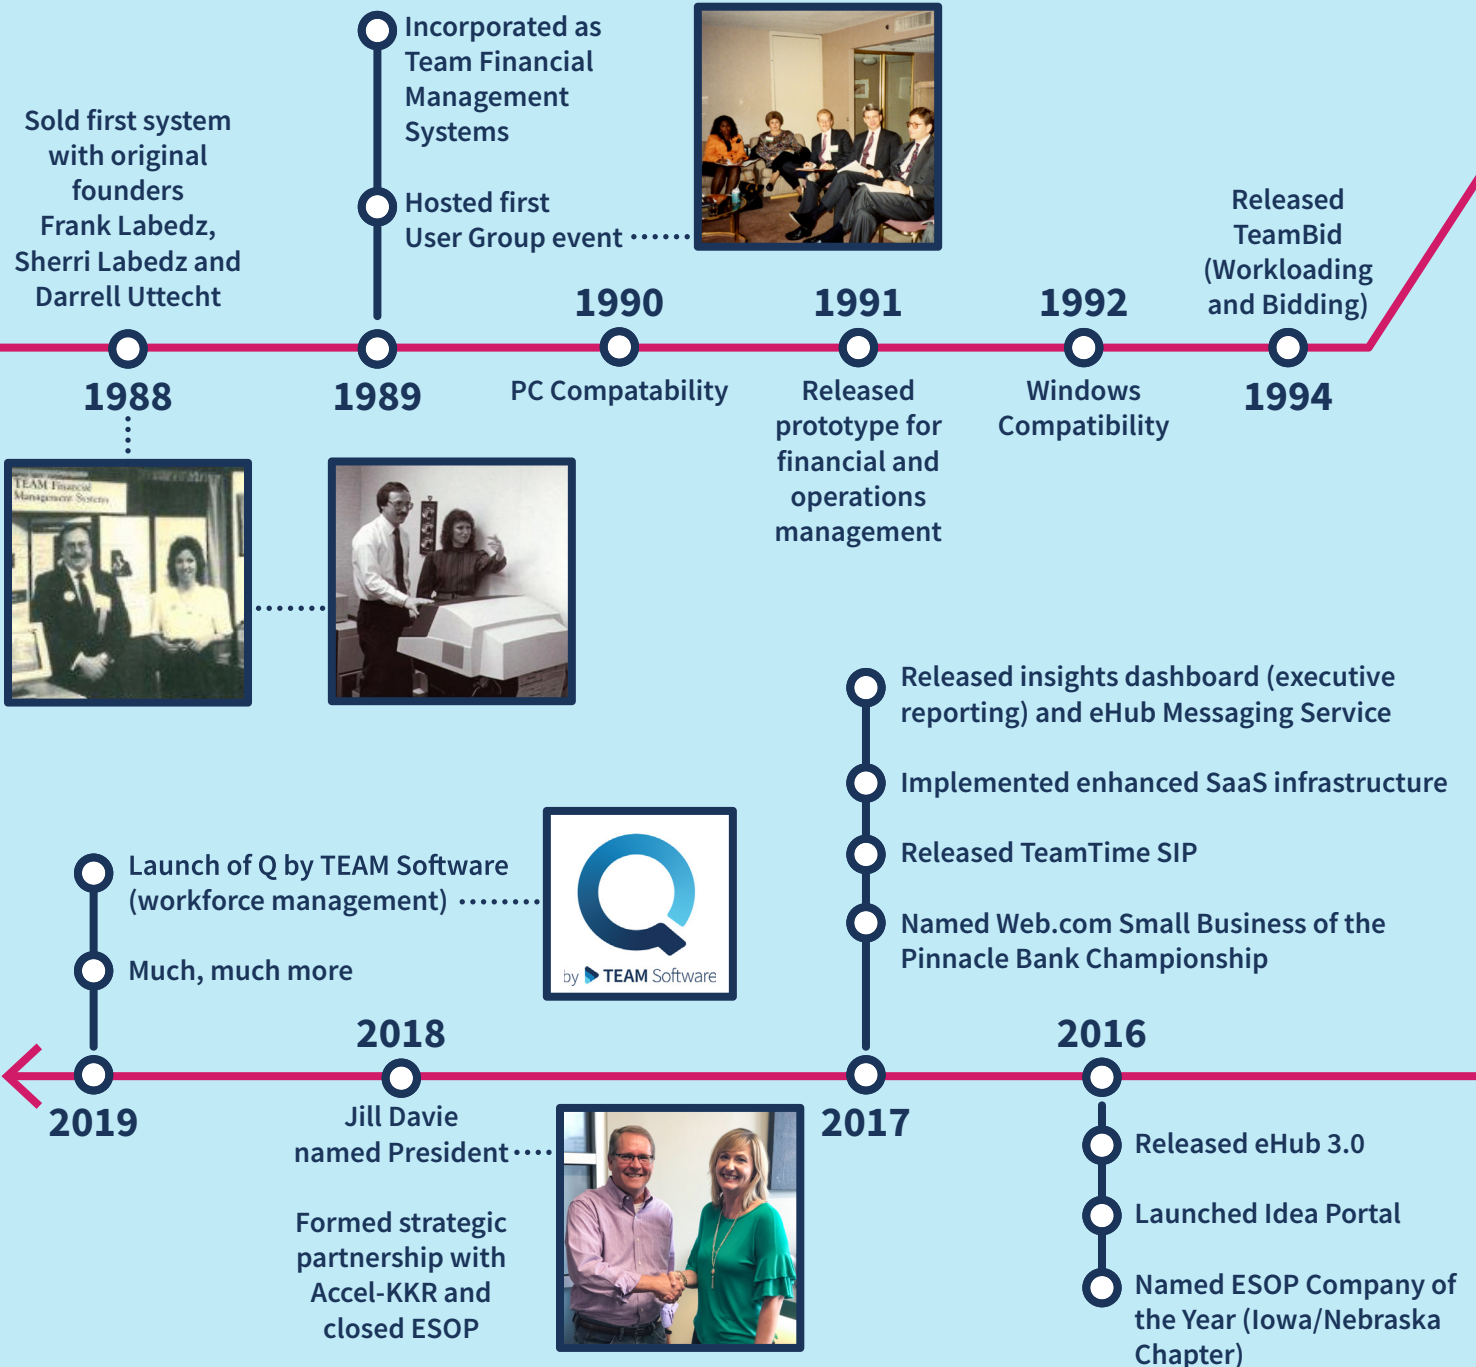 Sold first system
with original
founders
Frank Labedz,
Sherri Labedz and
Darrell Uttecht
1988
TEAM Financial
Management Systems
Incorporated as
Team Financial
Management
Systems
Hosted first
User Group event
1989
1990
PC Compatability
1991
Released
prototype for
financial and
operations
management
1992
Windows
Compatibility
Released
TeamBid
(Workloading
and Bidding)
1994
2016
Released eHub 3.0
Launched Idea Portal
Named ESOP Company of
the Year (Iowa/Nebraska
Chapter)
Released insights dashboard (executive
reporting) and eHub Messaging Service
Implemented enhanced SaaS infrastructure
Released TeamTime SIP
Named Web.com Small Business of the
Pinnacle Bank Championship
2017
2018
Jill Davie
named President
Formed strategic
partnership with
Accel-KKR and
closed ESOP
Launch of Q by TEAM Software
(workforce management)
Much, much more
2019
Q
by TEAM Software